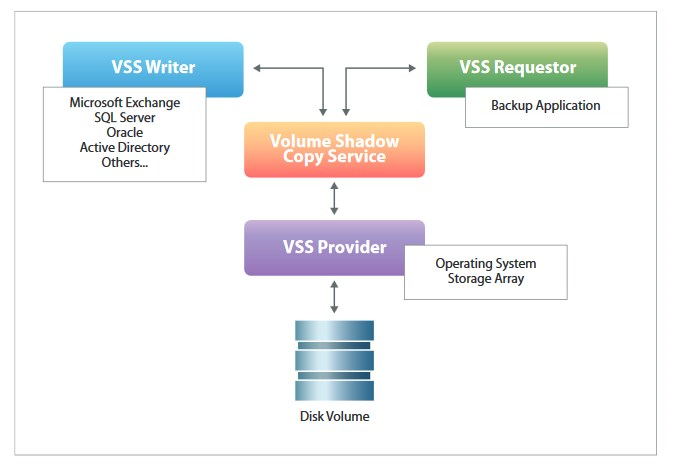 VSS Writer
Microsoft Exchange
SQL Server
Oracle
Active Directory
Others...
VSS Requestor
Backup Application
Volume Shadow
Copy Service
VSS Provider
Operating System
Storage Array
Disk Volume